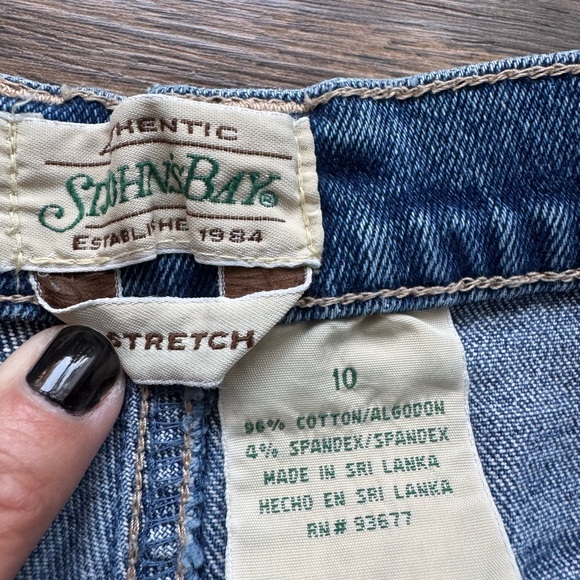 AUTHENTIC
ST. JOHN'S BAY®
ESTABLISHED 1984
STRETCH
10
96% COTTON/ALGODON
4% SPANDEX/SPANDEX
MADE IN SRI LANKA
HECHO EN SRI LANKA
RN# 93677